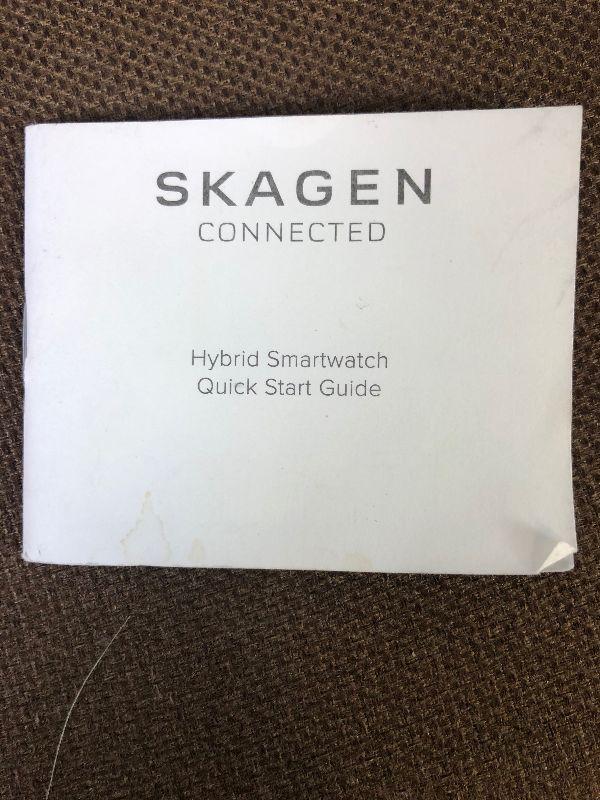 SKAGEN
CONNECTED
Hybrid Smartwatch
Quick Start Guide